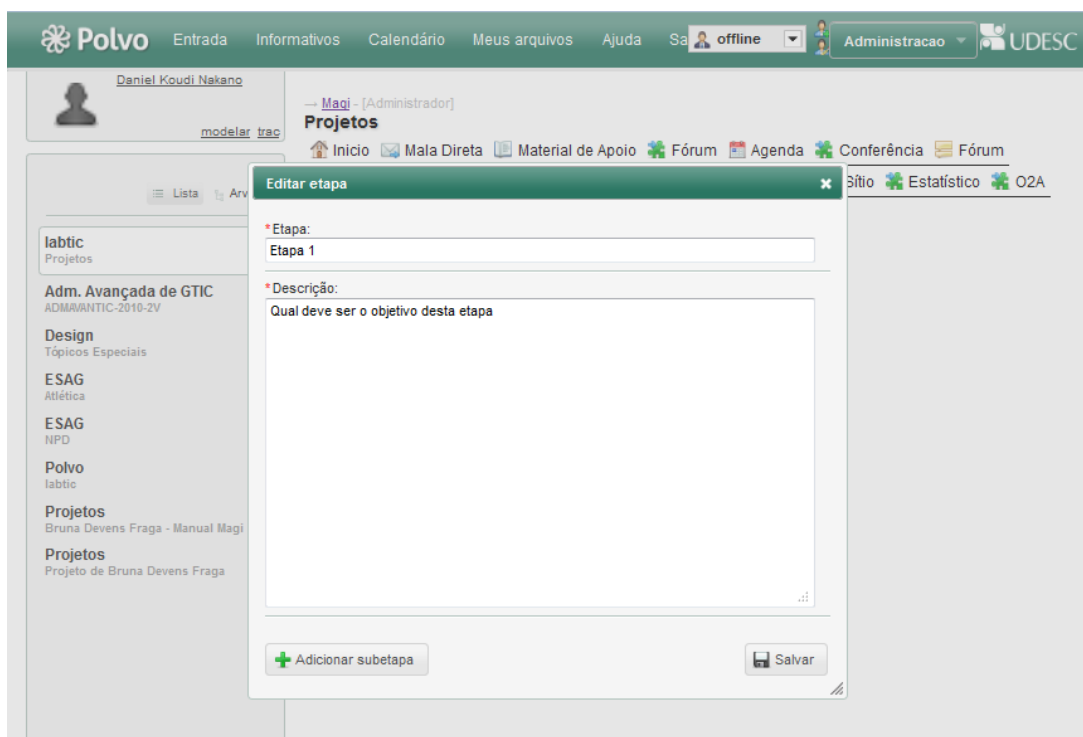 Polvo Entrada Informativos Calendário Meus arquivos Ajuda Sa offline Administracao UDESC
Daniel Koudi Nakano
modelar trac
→ Magi - [Administrador]
Projetos
Inicio Mala Direta Material de Apoio Fórum Agenda Conferência Fórum
Sítio Estatístico O2A
Lista Arv
labtic
Projetos
Adm. Avançada de GTIC
ADMAVANTIC-2010-2V
Design
Tópicos Especiais
ESAG
Atlética
ESAG
NPD
Polvo
labtic
Projetos
Bruna Devens Fraga - Manual Magi
Projetos
Projeto de Bruna Devens Fraga
Editar etapa
*Etapa:
Etapa 1
*Descrição:
Qual deve ser o objetivo desta etapa
Adicionar subetapa
Salvar